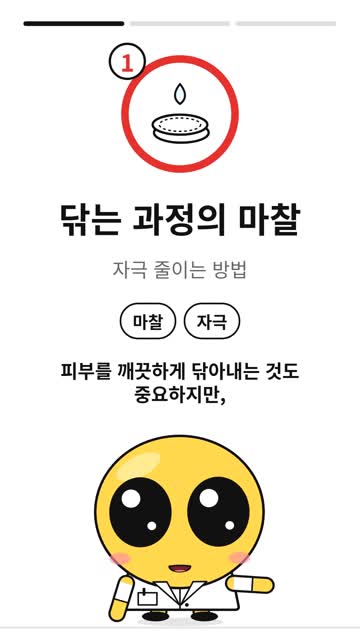 1
닦는 과정의 마찰
자극 줄이는 방법
마찰 자극
피부를 깨끗하게 닦아내는 것도
중요하지만,